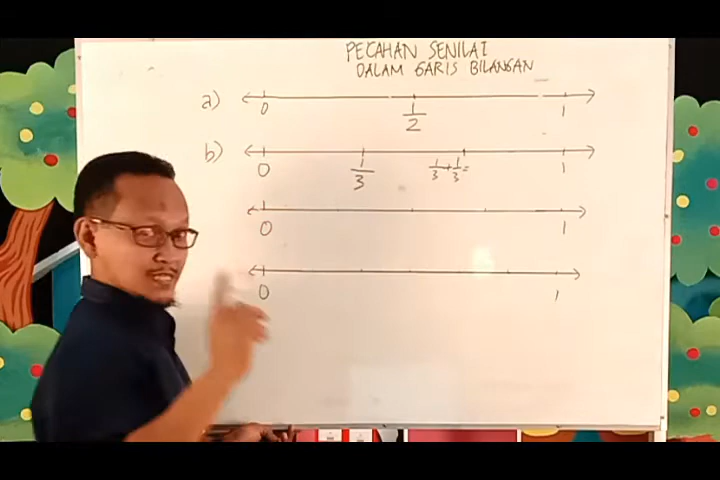 PECAHAN SENILAI
DALAM GARIS BILANGAN
a) 0 1/2 1
b) 0 1/3 1/3+1/3= 1
0 1
0 1